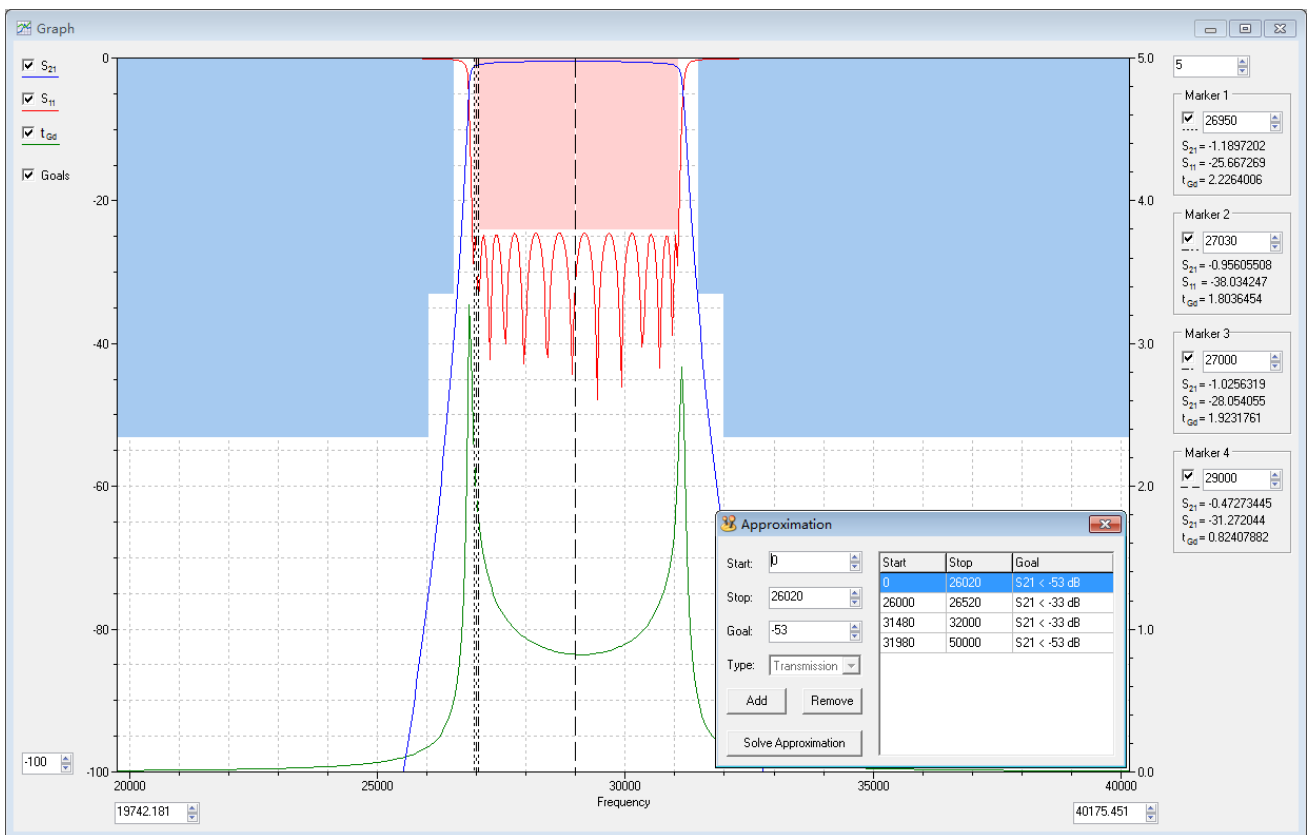 Graph
S21
S11
tGd
Goals
0
-20
-40
-60
-80
-100
-100
5.0
4.0
3.0
2.0
1.0
0.0
20000
25000
30000
35000
40000
Frequency
19742.181
40175.451
5
Marker 1
26950
S21 = -1.1897202
S11 = -25.667269
tGd = 2.2264006
Marker 2
27030
S21 = -0.95605508
S11 = -38.034247
tGd = 1.8036454
Marker 3
27000
S21 = -1.0256319
S11 = -28.054055
tGd = 1.9231761
Marker 4
29000
S21 = -0.47273445
S11 = -31.272044
tGd = 0.82407882
Approximation
Start: 0
Stop: 26020
Goal: -53
Type: Transmission
Add Remove
Solve Approximation
Start Stop Goal
0 26020 S21 < -53 dB
26000 26520 S21 < -33 dB
31480 32000 S21 < -33 dB
31980 50000 S21 < -53 dB